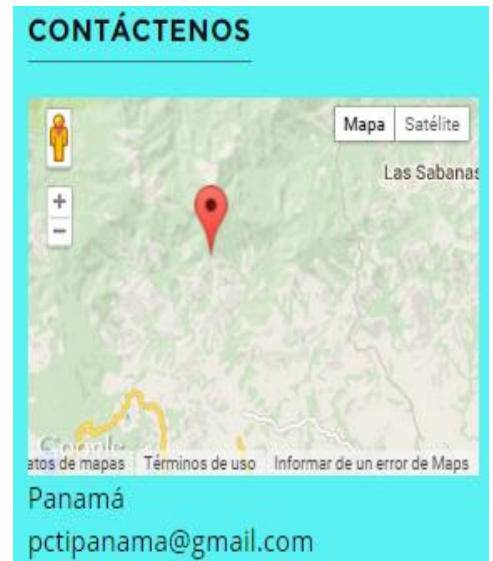 CONTÁCTENOS
Mapa Satélite
Las Sabanas
+
−
Google
atos de mapas Términos de uso Informar de un error de Maps
Panamá
pctipanama@gmail.com